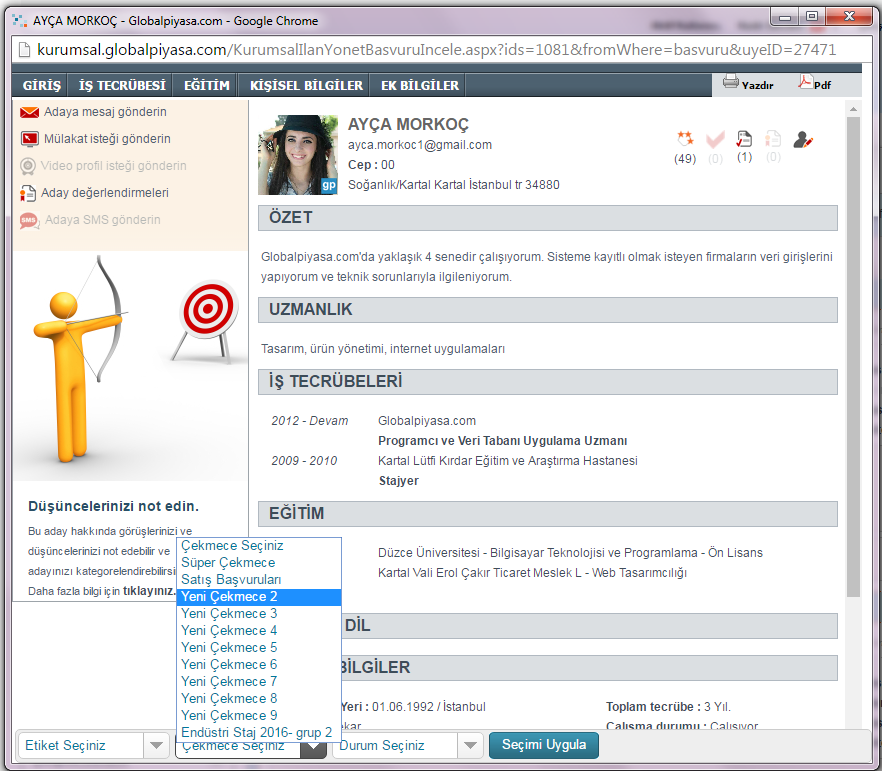 AYÇA MORKOÇ - Globalpiyasa.com - Google Chrome
kurumsal.globalpiyasa.com/KurumsalIlanYonetBasvuruIncele.aspx?ids=1081&fromWhere=basvuru&uyeID=27471
GİRİŞ İŞ TECRÜBESİ EĞİTİM KİŞİSEL BİLGİLER EK BİLGİLER Yazdır Pdf
Adaya mesaj gönderin
Mülakat isteği gönderin
Video profil isteği gönderin
Aday değerlendirmeleri
SMS Adaya SMS gönderin
Düşüncelerinizi not edin.
Bu aday hakkında görüşlerinizi ve
düşüncelerinizi not edebilir ve
adayınızı kategorelendirebilirsi
Daha fazla bilgi için tıklayınız.
gp
AYÇA MORKOÇ
ayca.morkoc1@gmail.com
Cep : 00
Soğanlık/Kartal Kartal İstanbul tr 34880
(49) (0) (1) (0)
ÖZET
Globalpiyasa.com'da yaklaşık 4 senedir çalışıyorum. Sisteme kayıtlı olmak isteyen firmaların veri girişlerini
yapıyorum ve teknik sorunlarıyla ilgileniyorum.
UZMANLIK
Tasarım, ürün yönetimi, internet uygulamaları
İŞ TECRÜBELERİ
2012 - Devam Globalpiyasa.com
Programcı ve Veri Tabanı Uygulama Uzmanı
2009 - 2010 Kartal Lütfi Kırdar Eğitim ve Araştırma Hastanesi
Stajyer
EĞİTİM
Düzce Üniversitesi - Bilgisayar Teknolojisi ve Programlama - Ön Lisans
Kartal Vali Erol Çakır Ticaret Meslek L - Web Tasarımcılığı
DİL
BİLGİLER
Yeri : 01.06.1992 / İstanbul Toplam tecrübe : 3 Yıl.
ekar Çalışma durumu : Çalışıyor
Çekmece Seçiniz
Süper Çekmece
Satış Başvuruları
Yeni Çekmece 2
Yeni Çekmece 3
Yeni Çekmece 4
Yeni Çekmece 5
Yeni Çekmece 6
Yeni Çekmece 7
Yeni Çekmece 8
Yeni Çekmece 9
Endüstri Staj 2016- grup 2
Etiket Seçiniz Çekmece Seçiniz Durum Seçiniz Seçimi Uygula